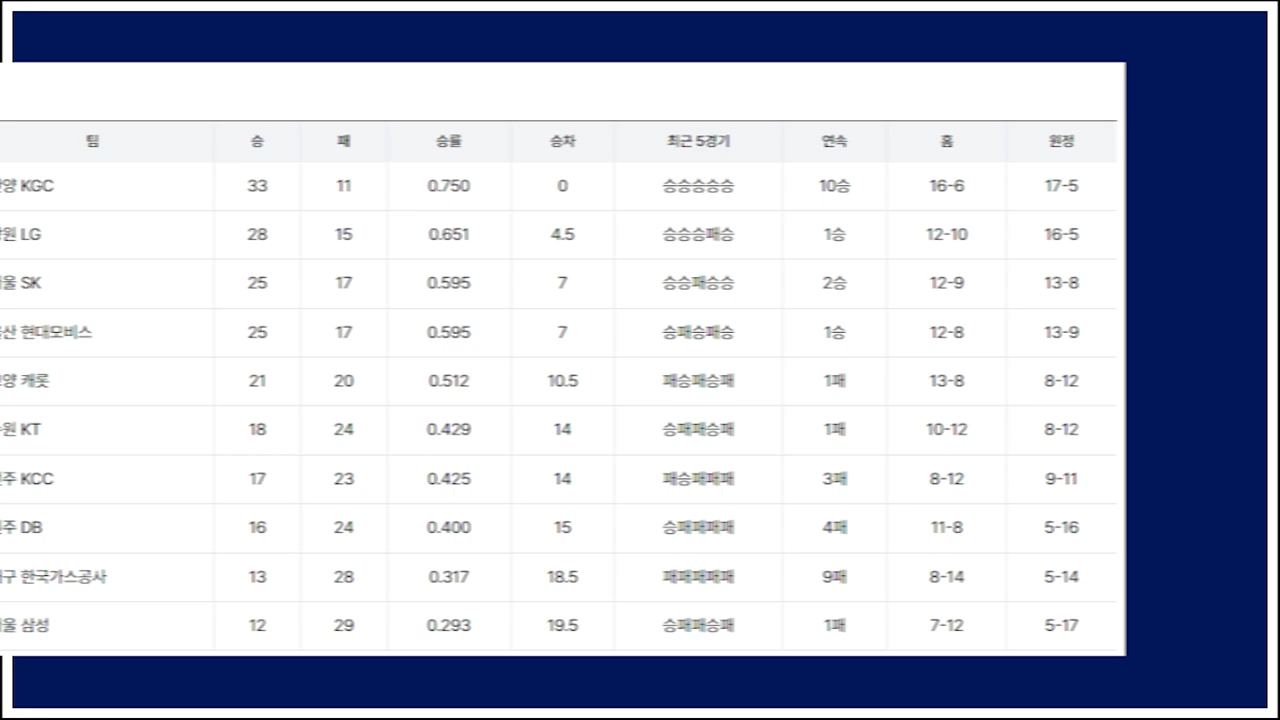 팀 승 패 승률 승차 최근 5경기 연속 홈 원정
양 KGC 33 11 0.750 0 승승승승승 10승 16-6 17-5
원 LG 28 15 0.651 4.5 승승승패승 1승 12-10 16-5
울 SK 25 17 0.595 7 승승패승승 2승 12-9 13-8
산 현대모비스 25 17 0.595 7 승패승패승 1승 12-8 13-9
양 캐롯 21 20 0.512 10.5 패승패승패 1패 13-8 8-12
원 KT 18 24 0.429 14 승패패승패 1패 10-12 8-12
주 KCC 17 23 0.425 14 패승패패패 3패 8-12 9-11
주 DB 16 24 0.400 15 승패패패패 4패 11-8 5-16
구 한국가스공사 13 28 0.317 18.5 패패패패패 9패 8-14 5-14
울 삼성 12 29 0.293 19.5 승패패승패 1패 7-12 5-17